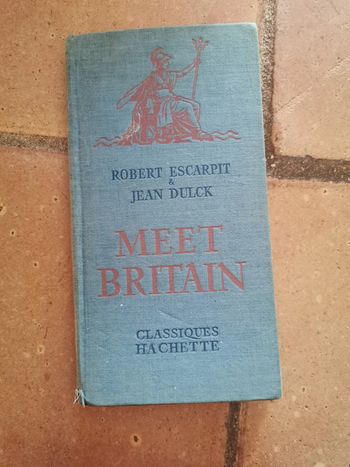 ROBERT ESCARPIT
&
JEAN DULCK
MEET
BRITAIN
CLASSIQUES
HACHETTE